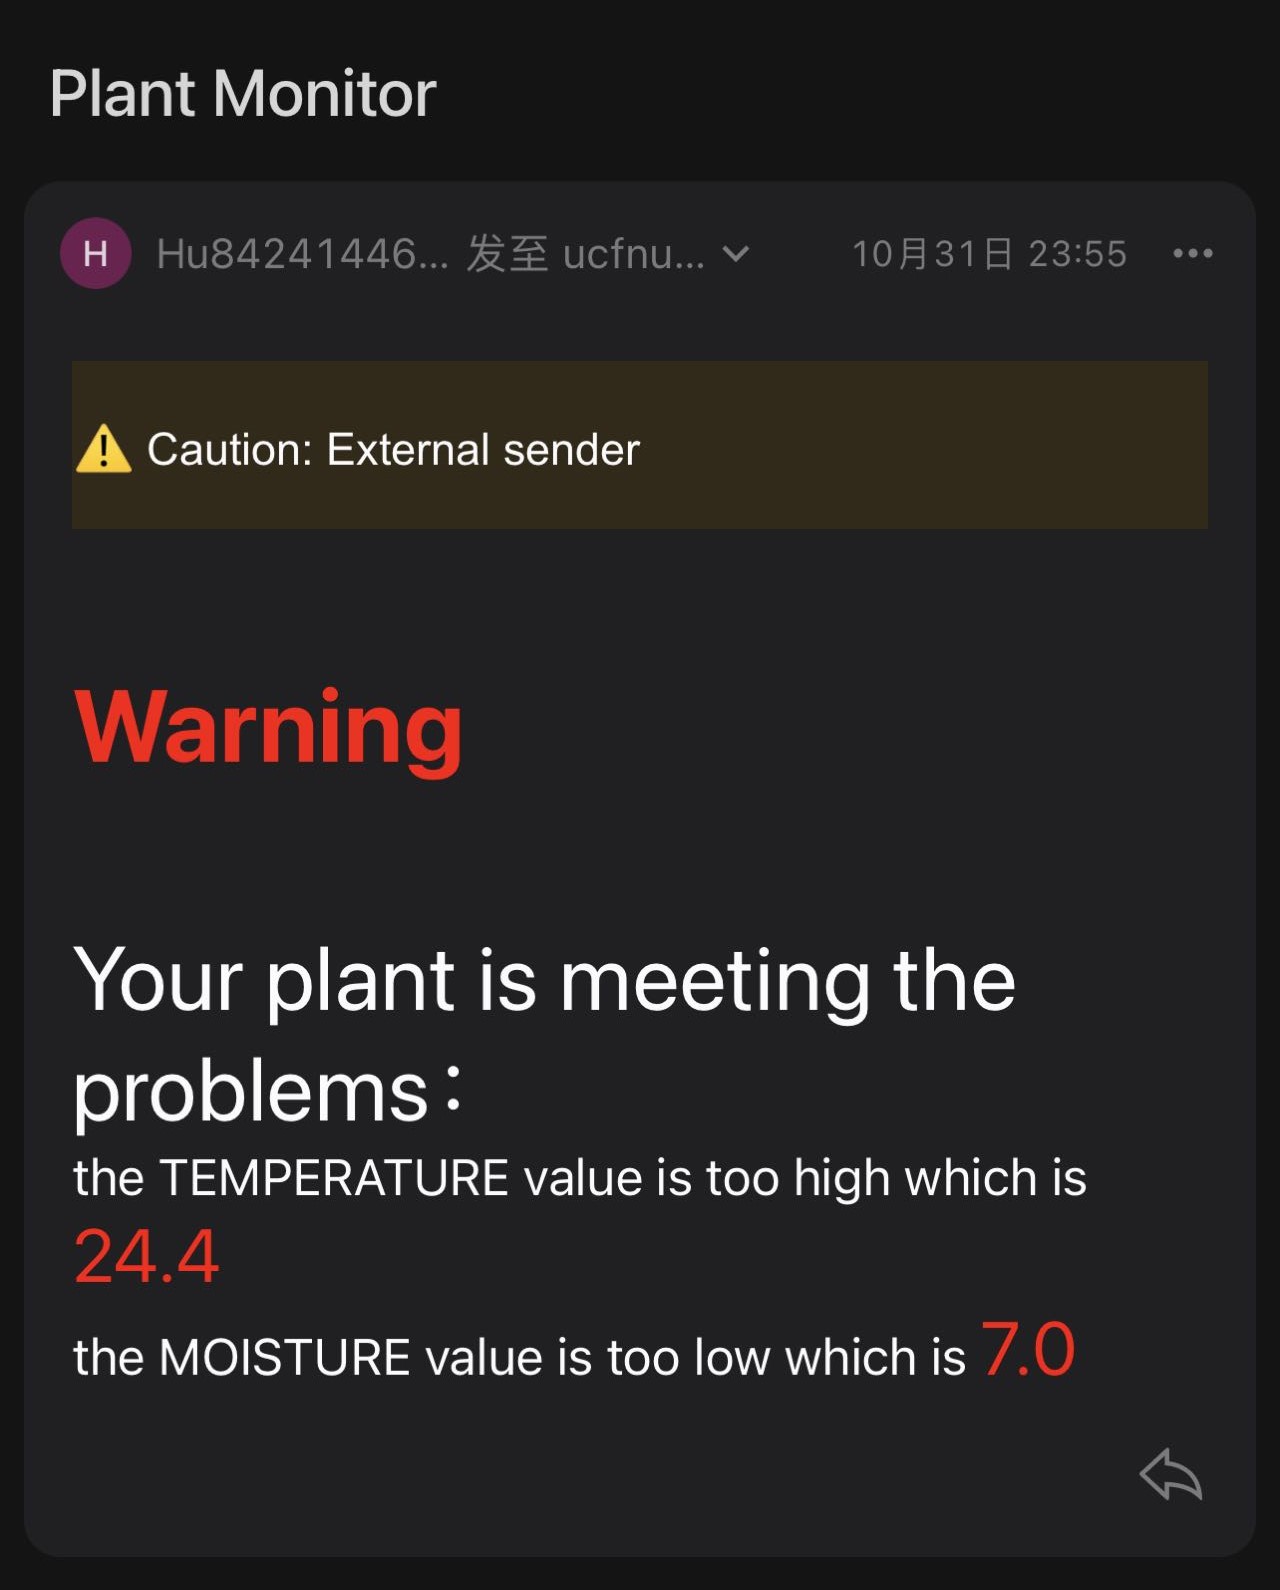 Plant Monitor
H Hu84241446... 发至 ucfnu... 10月31日 23:55
⚠️ Caution: External sender
Warning
Your plant is meeting the
problems：
the TEMPERATURE value is too high which is
24.4
the MOISTURE value is too low which is 7.0